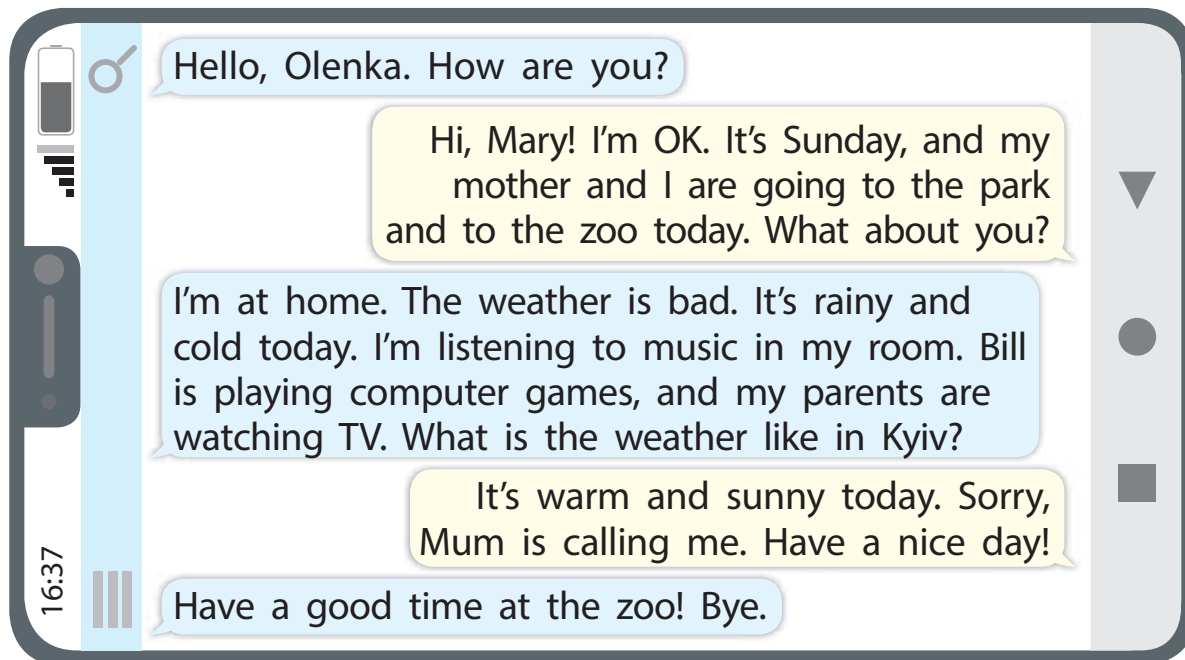 Hello, Olenka. How are you?
Hi, Mary! I'm OK. It's Sunday, and my
mother and I are going to the park
and to the zoo today. What about you?
I'm at home. The weather is bad. It's rainy and
cold today. I'm listening to music in my room. Bill
is playing computer games, and my parents are
watching TV. What is the weather like in Kyiv?
It's warm and sunny today. Sorry,
Mum is calling me. Have a nice day!
Have a good time at the zoo! Bye.
16:37